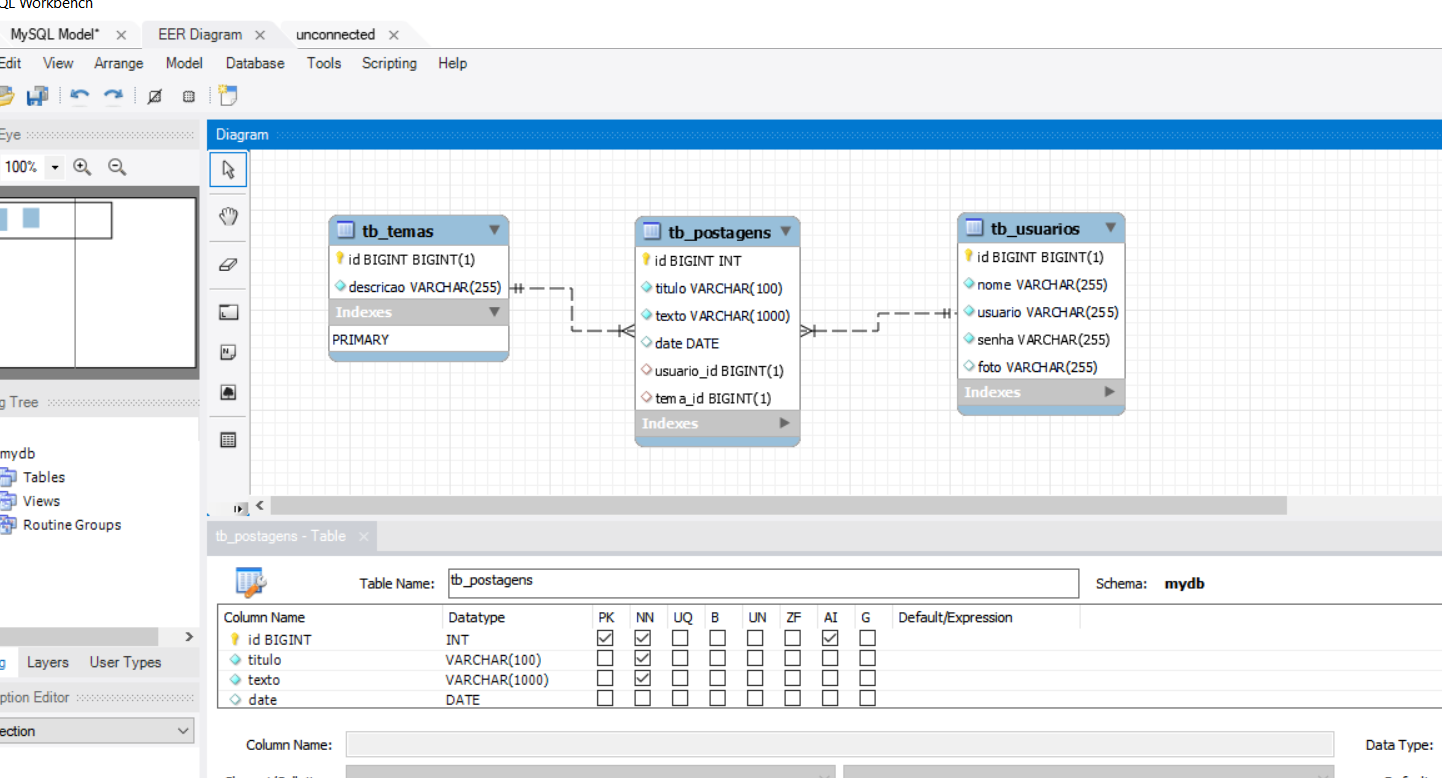 QL Workbench
MySQL Model* × EER Diagram × unconnected ×
Edit View Arrange Model Database Tools Scripting Help
Eye
Diagram
100%
tb_temas
id BIGINT BIGINT(1)
descricao VARCHAR(255)
Indexes
PRIMARY
tb_postagens
id BIGINT INT
titulo VARCHAR(100)
texto VARCHAR(1000)
date DATE
usuario_id BIGINT(1)
tema_id BIGINT(1)
Indexes
tb_usuarios
id BIGINT BIGINT(1)
nome VARCHAR(255)
usuario VARCHAR(255)
senha VARCHAR(255)
foto VARCHAR(255)
Indexes
g Tree
mydb
Tables
Views
Routine Groups
g Layers User Types
ption Editor
ection
tb_postagens - Table ×
Table Name: tb_postagens Schema: mydb
Column Name Datatype PK NN UQ B UN ZF AI G Default/Expression
id BIGINT INT
titulo VARCHAR(100)
texto VARCHAR(1000)
date DATE
Column Name: Data Type: